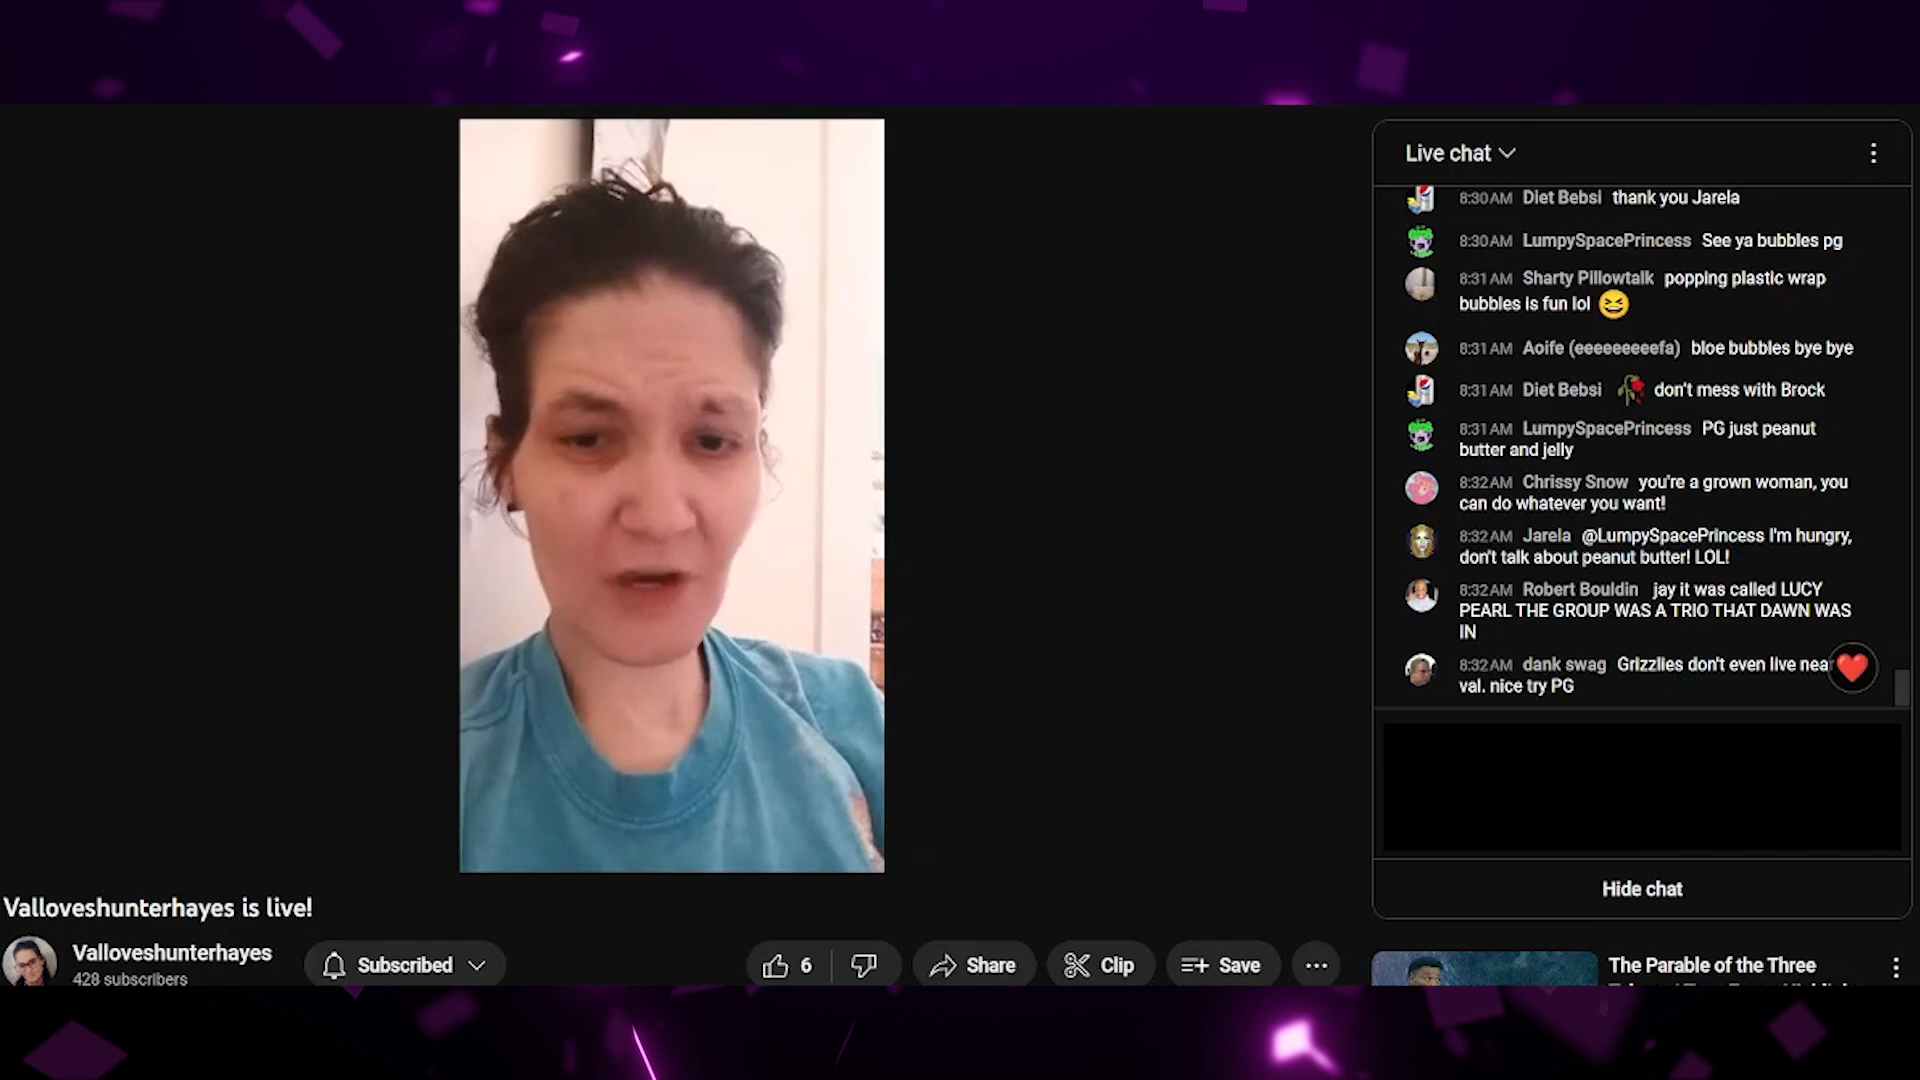 Live chat
8:30 AM Diet Bebsi thank you Jarela
8:30 AM LumpySpacePrincess See ya bubbles pg
8:31 AM Sharty Pillowtalk popping plastic wrap
bubbles is fun lol
8:31 AM Aoife (eeeeeeeeefa) bloe bubbles bye bye
8:31 AM Diet Bebsi don't mess with Brock
8:31 AM LumpySpacePrincess PG just peanut
butter and jelly
8:32 AM Chrissy Snow you're a grown woman, you
can do whatever you want!
8:32 AM Jarela @LumpySpacePrincess I'm hungry,
don't talk about peanut butter! LOL!
8:32 AM Robert Bouldin jay it was called LUCY
PEARL THE GROUP WAS A TRIO THAT DAWN WAS
IN
8:32 AM dank swag Grizzlies don't even live near
val. nice try PG
Hide chat
Valloveshunterhayes is live!
Valloveshunterhayes
428 subscribers
Subscribed
6
Share
Clip
Save
The Parable of the Three